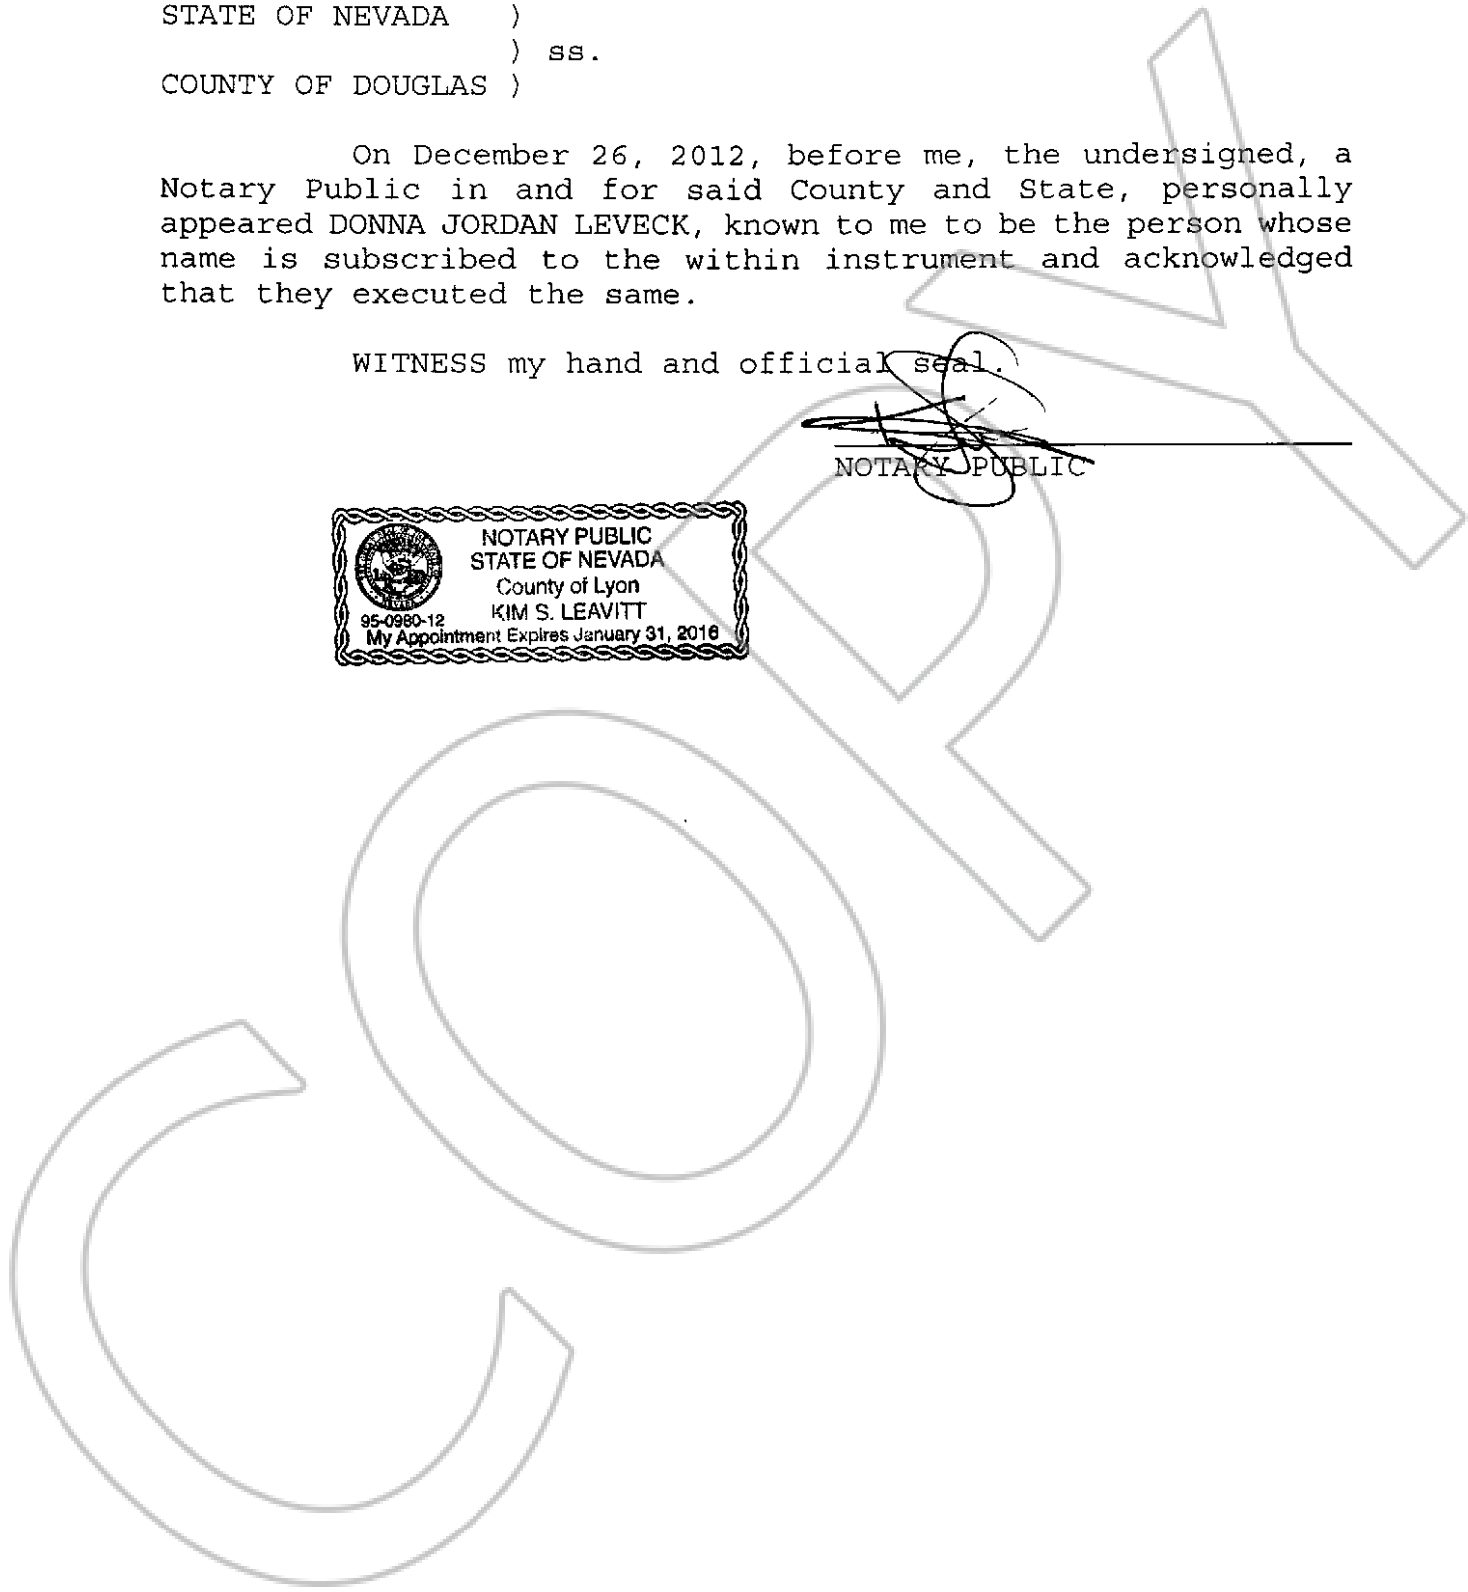 STATE OF NEVADA )
) ss.
COUNTY OF DOUGLAS )
On December 26, 2012, before me, the undersigned, a
Notary Public in and for said County and State, personally
appeared DONNA JORDAN LEVECK, known to me to be the person whose
name is subscribed to the within instrument and acknowledged
that they executed the same.
WITNESS my hand and official seal.
NOTARY PUBLIC
NOTARY PUBLIC
STATE OF NEVADA
County of Lyon
KIM S. LEAVITT
95-0980-12
My Appointment Expires January 31, 2016
COPY